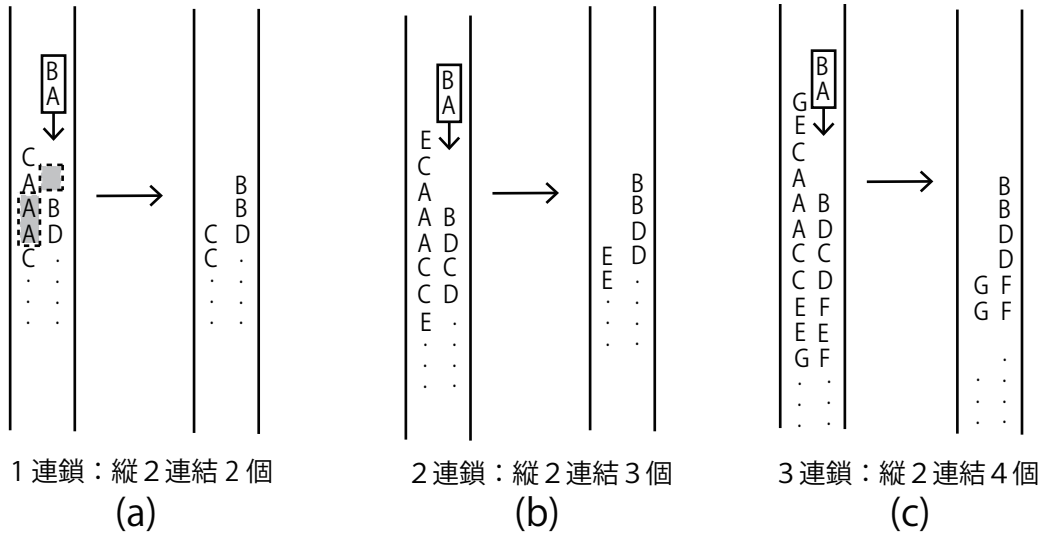 B
A
C
A
A B
A D
C .
. .
. .
. .
B
B
C D
C .
. .
. .
. .
1連鎖：縦2連結2個
(a)
B
A
E
C
A
A B
A D
C C
C D
E .
. .
. .
. .
B
B
D
E D
E .
. .
. .
. .
2連鎖：縦2連結3個
(b)
B
A
G
E
C
A
A B
A D
C C
C D
E F
E E
G F
. .
. .
. .
B
B
D
D
G F
G F
.
. .
. .
. .
3連鎖：縦2連結4個
(c)